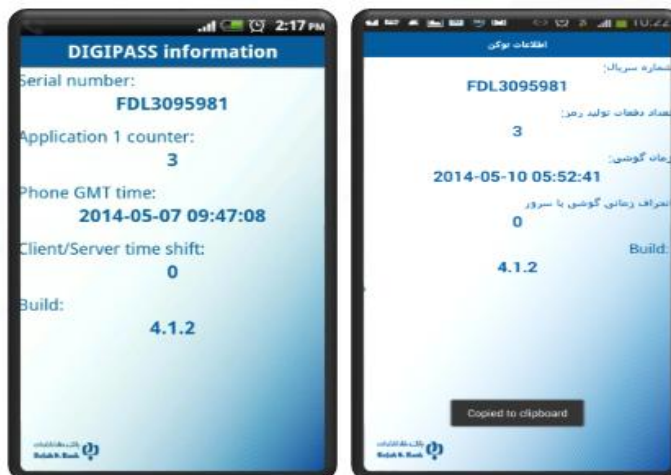 2:17 PM
DIGIPASS information
Serial number:
FDL3095981
Application 1 counter:
3
Phone GMT time:
2014-05-07 09:47:08
Client/Server time shift:
0
Build:
4.1.2
10:22
اطلاعات توکن
شماره سریال:
FDL3095981
تعداد دفعات تولید رمز:
3
زمان گوشی:
2014-05-10 05:52:41
انحراف زمانی گوشی با سرور
0
Build:
4.1.2
Copied to clipboard